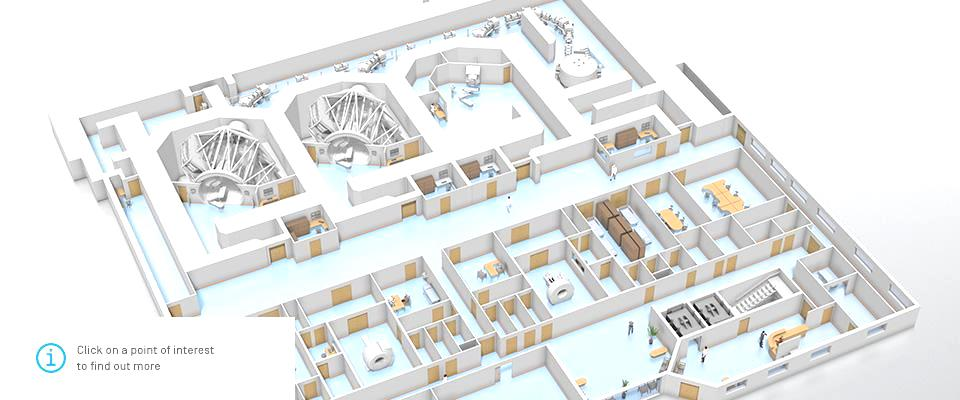 Click on a point of interest
to find out more